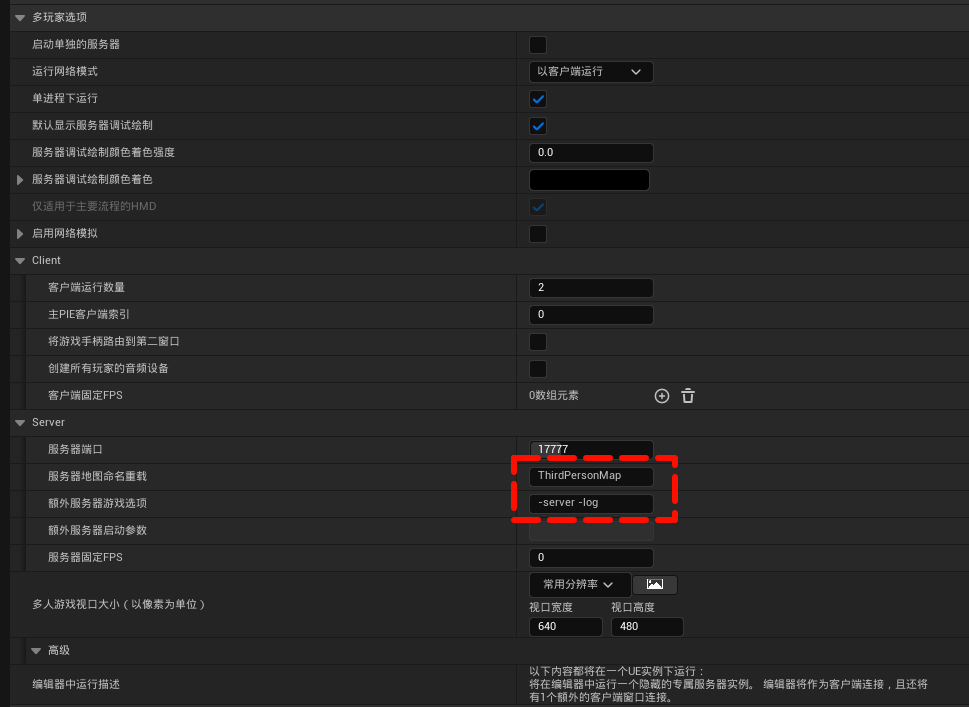 多玩家选项
启动单独的服务器
运行网络模式 以客户端运行
单进程下运行
默认显示服务器调试绘制
服务器调试绘制颜色着色强度 0.0
服务器调试绘制颜色着色
仅适用于主要流程的HMD
启用网络模拟
Client
客户端运行数量 2
主PIE客户端索引 0
将游戏手柄路由到第二窗口
创建所有玩家的音频设备
客户端固定FPS 0数组元素
Server
服务器端口 17777
服务器地图命名重载 ThirdPersonMap
额外服务器游戏选项 -server -log
额外服务器启动参数
服务器固定FPS 0
常用分辨率
多人游戏视口大小（以像素为单位） 视口宽度 视口高度
640 480
高级
编辑器中运行描述 以下内容都将在一个UE实例下运行：
将在编辑器中运行一个隐藏的专属服务器实例。 编辑器将作为客户端连接，且还将
有1个额外的客户端窗口连接。